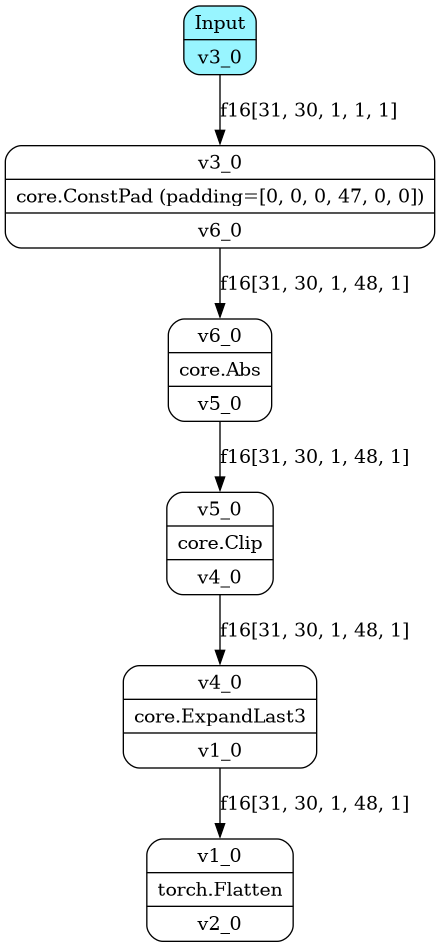 Input
v3_0
f16[31, 30, 1, 1, 1]
v3_0
core.ConstPad (padding=[0, 0, 0, 47, 0, 0])
v6_0
f16[31, 30, 1, 48, 1]
v6_0
core.Abs
v5_0
f16[31, 30, 1, 48, 1]
v5_0
core.Clip
v4_0
f16[31, 30, 1, 48, 1]
v4_0
core.ExpandLast3
v1_0
f16[31, 30, 1, 48, 1]
v1_0
torch.Flatten
v2_0